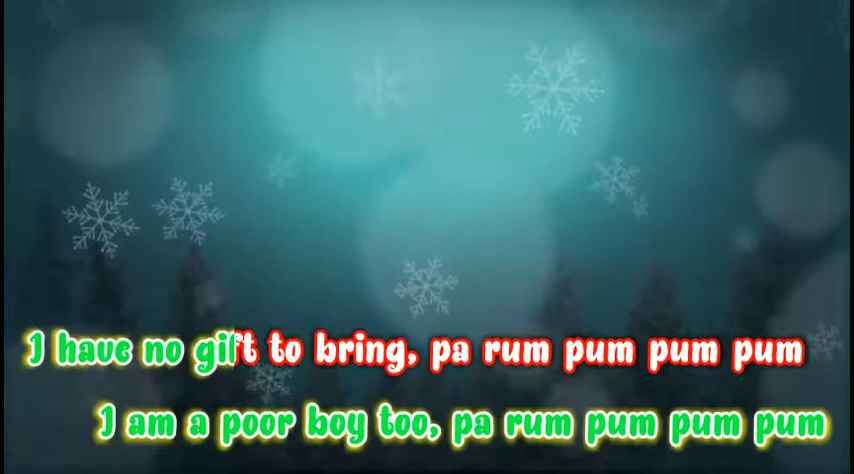 I have no gift to bring, pa rum pum pum pum
I am a poor boy too, pa rum pum pum pum